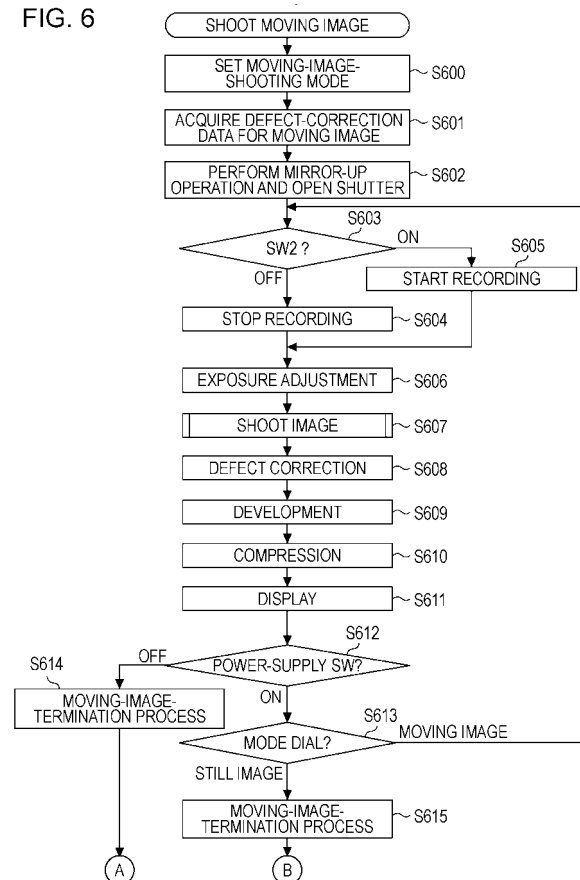 FIG. 6
SHOOT MOVING IMAGE
SET MOVING-IMAGE-
SHOOTING MODE
S600
ACQUIRE DEFECT-CORRECTION
DATA FOR MOVING IMAGE
S601
PERFORM MIRROR-UP
OPERATION AND OPEN SHUTTER
S602
S603
SW2 ?
ON
OFF
S605
START RECORDING
STOP RECORDING
S604
EXPOSURE ADJUSTMENT
S606
SHOOT IMAGE
S607
DEFECT CORRECTION
S608
DEVELOPMENT
S609
COMPRESSION
S610
DISPLAY
S611
S612
POWER-SUPPLY SW?
OFF
ON
S614
MOVING-IMAGE-
TERMINATION PROCESS
S613
MODE DIAL?
MOVING IMAGE
STILL IMAGE
MOVING-IMAGE-
TERMINATION PROCESS
S615
A
B